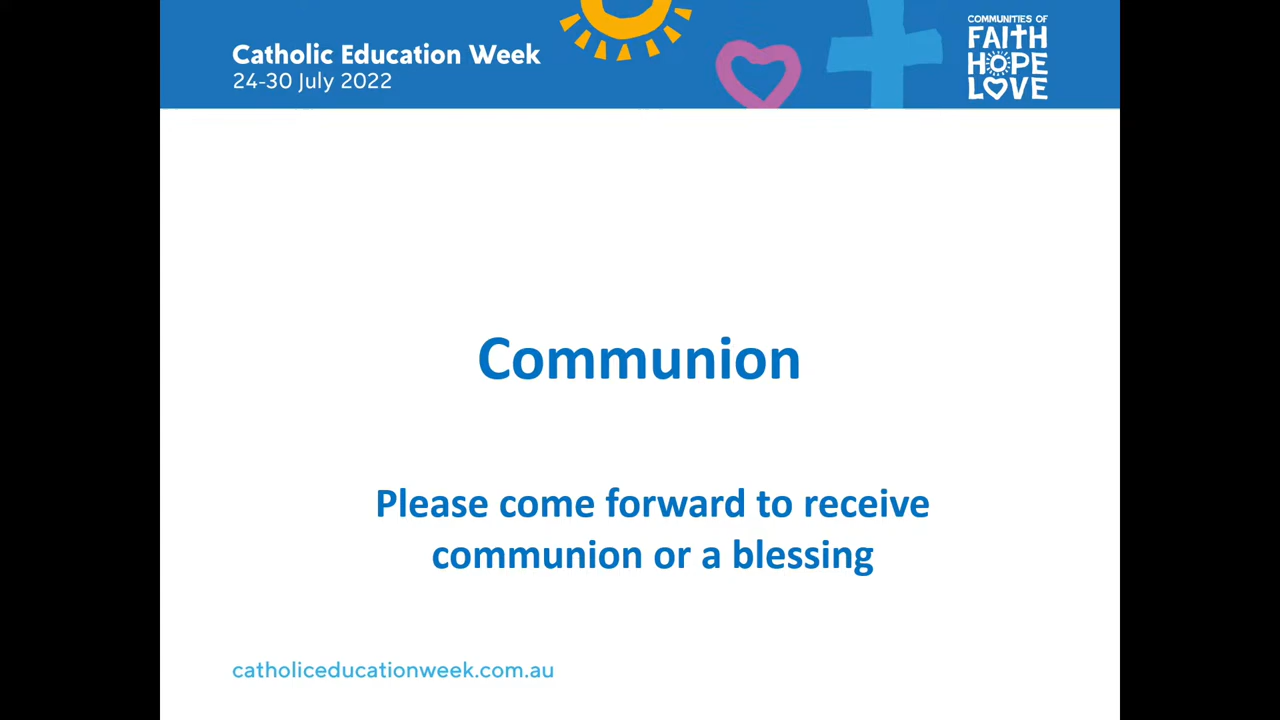 Catholic Education Week
24-30 July 2022
COMMUNITIES OF
FAITH
HOPE
LOVE
Communion
Please come forward to receive
communion or a blessing
catholiceducationweek.com.au